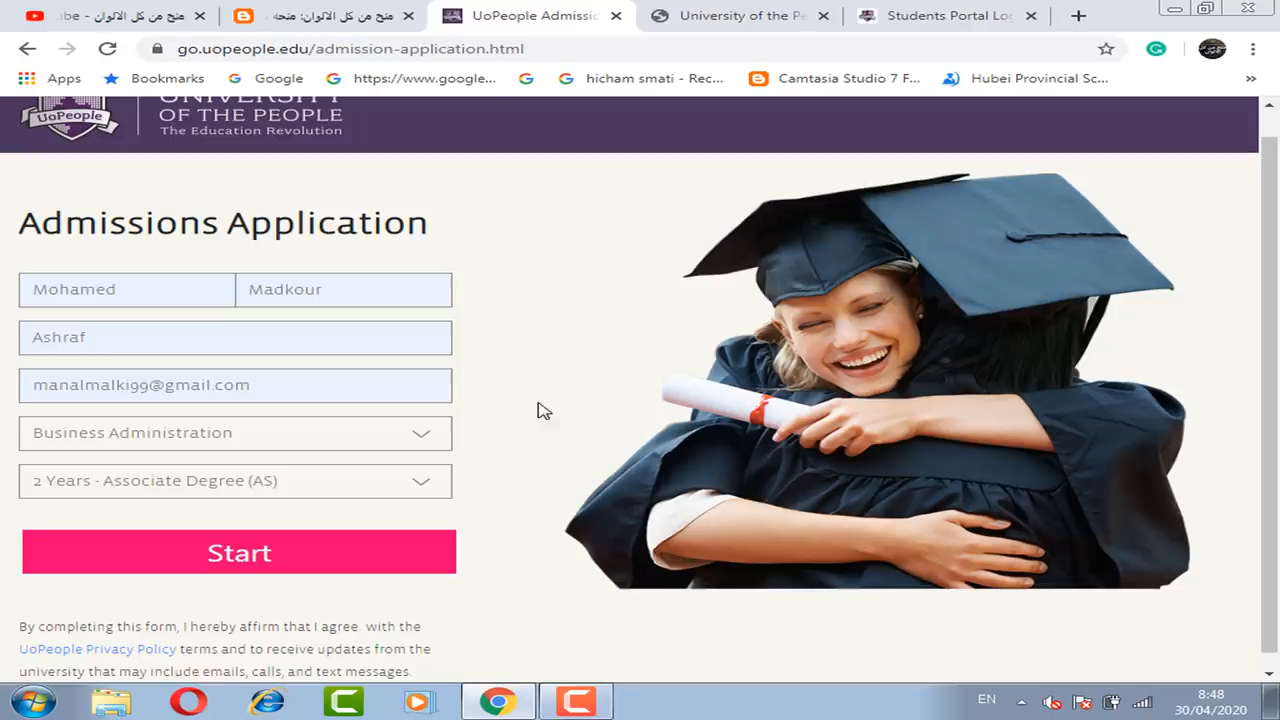 ube - منح من كل الالوان
منح من كل الالوان: منحه
UoPeople Admissio
University of the Pe
Students Portal Log
go.uopeople.edu/admission-application.html
Apps
Bookmarks
Google
https://www.google...
hicham smati - Rec...
Camtasia Studio 7 F...
Hubei Provincial Sc...
»
UoPeople
UNIVERSITY
OF THE PEOPLE
The Education Revolution
Admissions Application
Mohamed
Madkour
Ashraf
manalmalki99@gmail.com
Business Administration
2 Years - Associate Degree (AS)
Start
By completing this form, I hereby affirm that I agree with the
UoPeople Privacy Policy terms and to receive updates from the
university that may include emails, calls, and text messages.
EN
8:48
30/04/2020